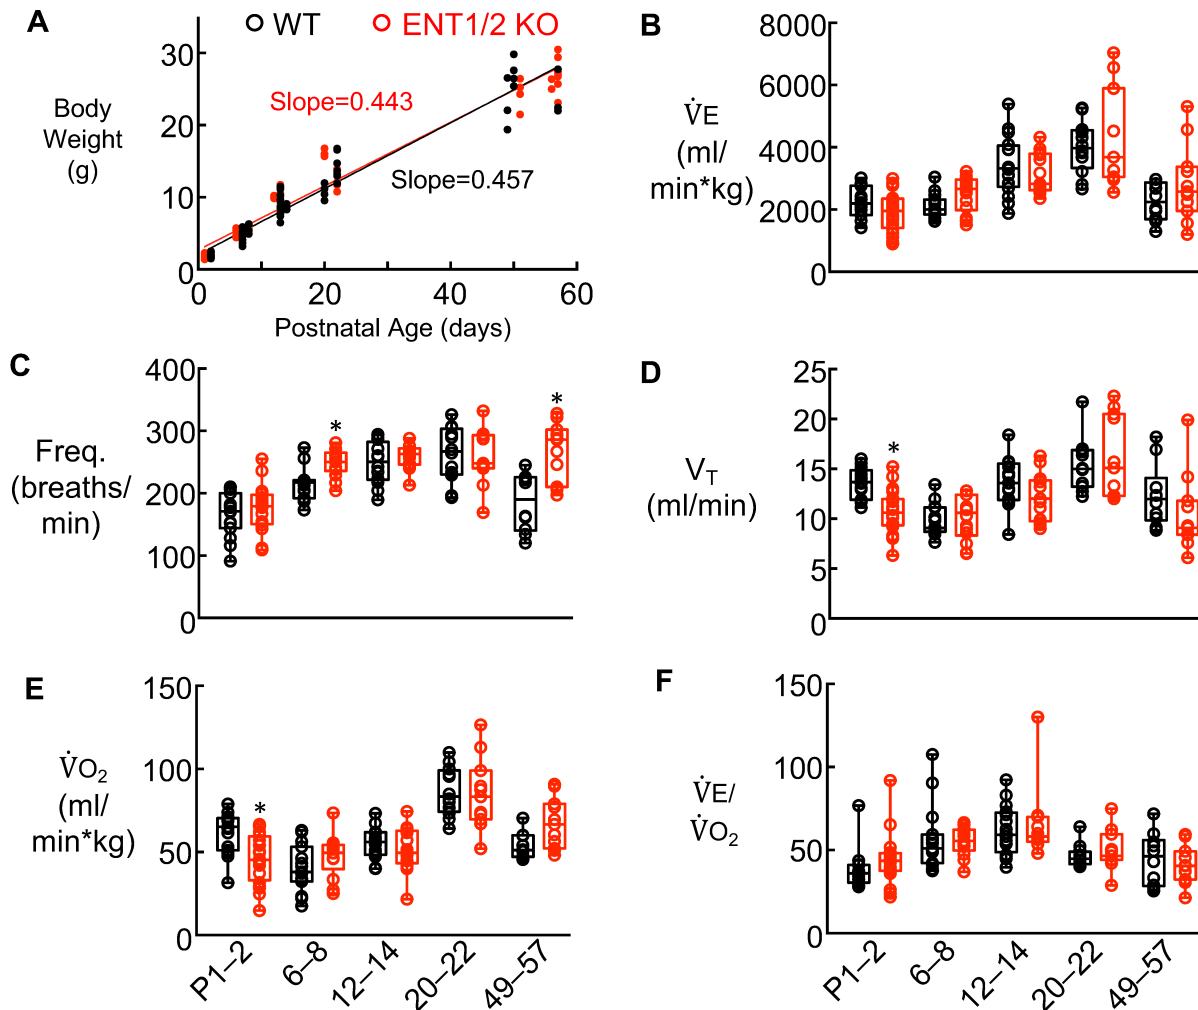 A
WT
ENT1/2 KO
Body
Weight
(g)
30
20
10
0
Slope=0.443
Slope=0.457
0
20
40
60
Postnatal Age (days)
B
V̇E
(ml/
min*kg)
8000
6000
4000
2000
0
C
Freq.
(breaths/
min)
400
300
200
100
0
*
*
D
VT
(ml/min)
25
20
15
10
5
0
*
E
V̇O2
(ml/
min*kg)
150
100
50
0
*
P1–2
6–8
12–14
20–22
49–57
F
V̇E/
V̇O2
150
100
50
0
P1–2
6–8
12–14
20–22
49–57